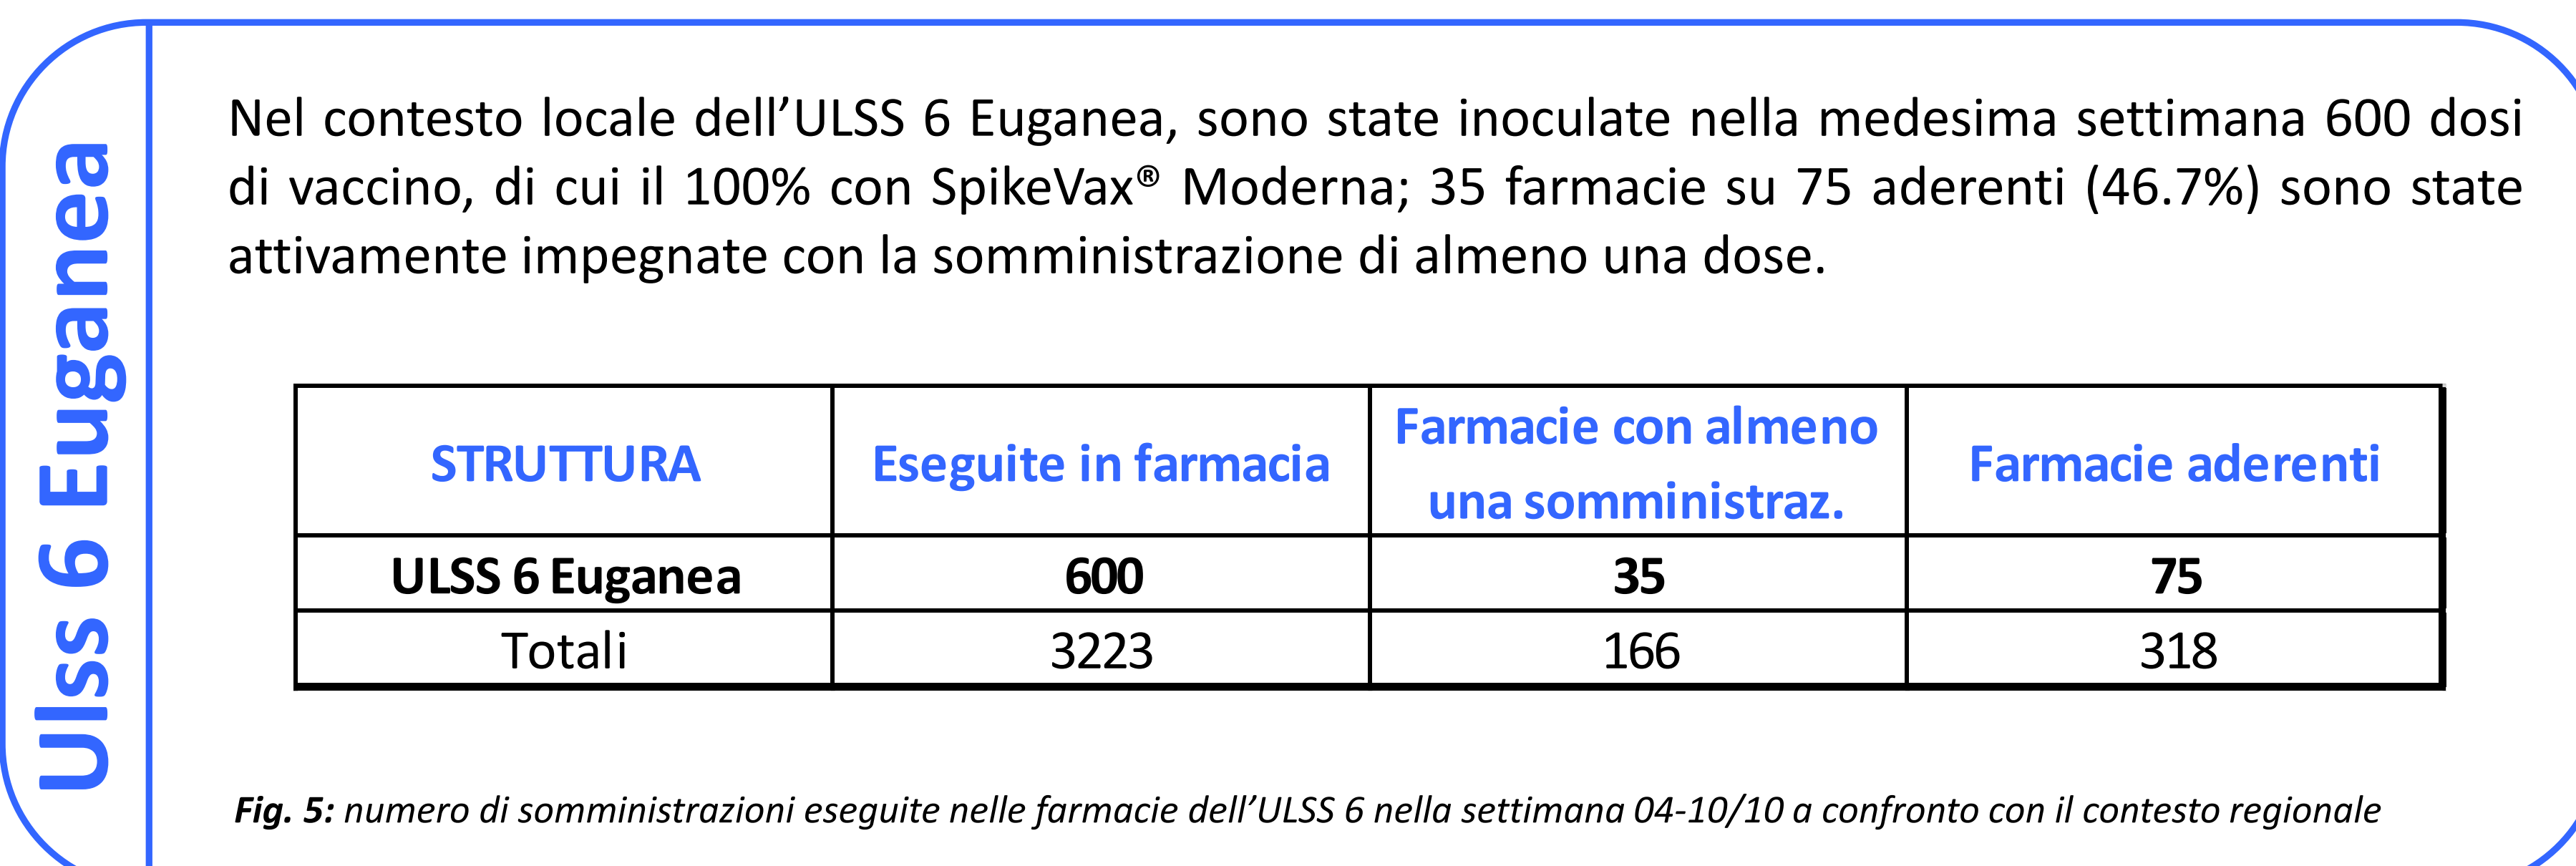 Ulss 6 Euganea
Nel contesto locale dell’ULSS 6 Euganea, sono state inoculate nella medesima settimana 600 dosi
di vaccino, di cui il 100% con SpikeVax® Moderna; 35 farmacie su 75 aderenti (46.7%) sono state
attivamente impegnate con la somministrazione di almeno una dose.
STRUTTURA Eseguite in farmacia Farmacie con almeno una somministraz. Farmacie aderenti
ULSS 6 Euganea 600 35 75
Totali 3223 166 318
Fig. 5: numero di somministrazioni eseguite nelle farmacie dell’ULSS 6 nella settimana 04-10/10 a confronto con il contesto regionale